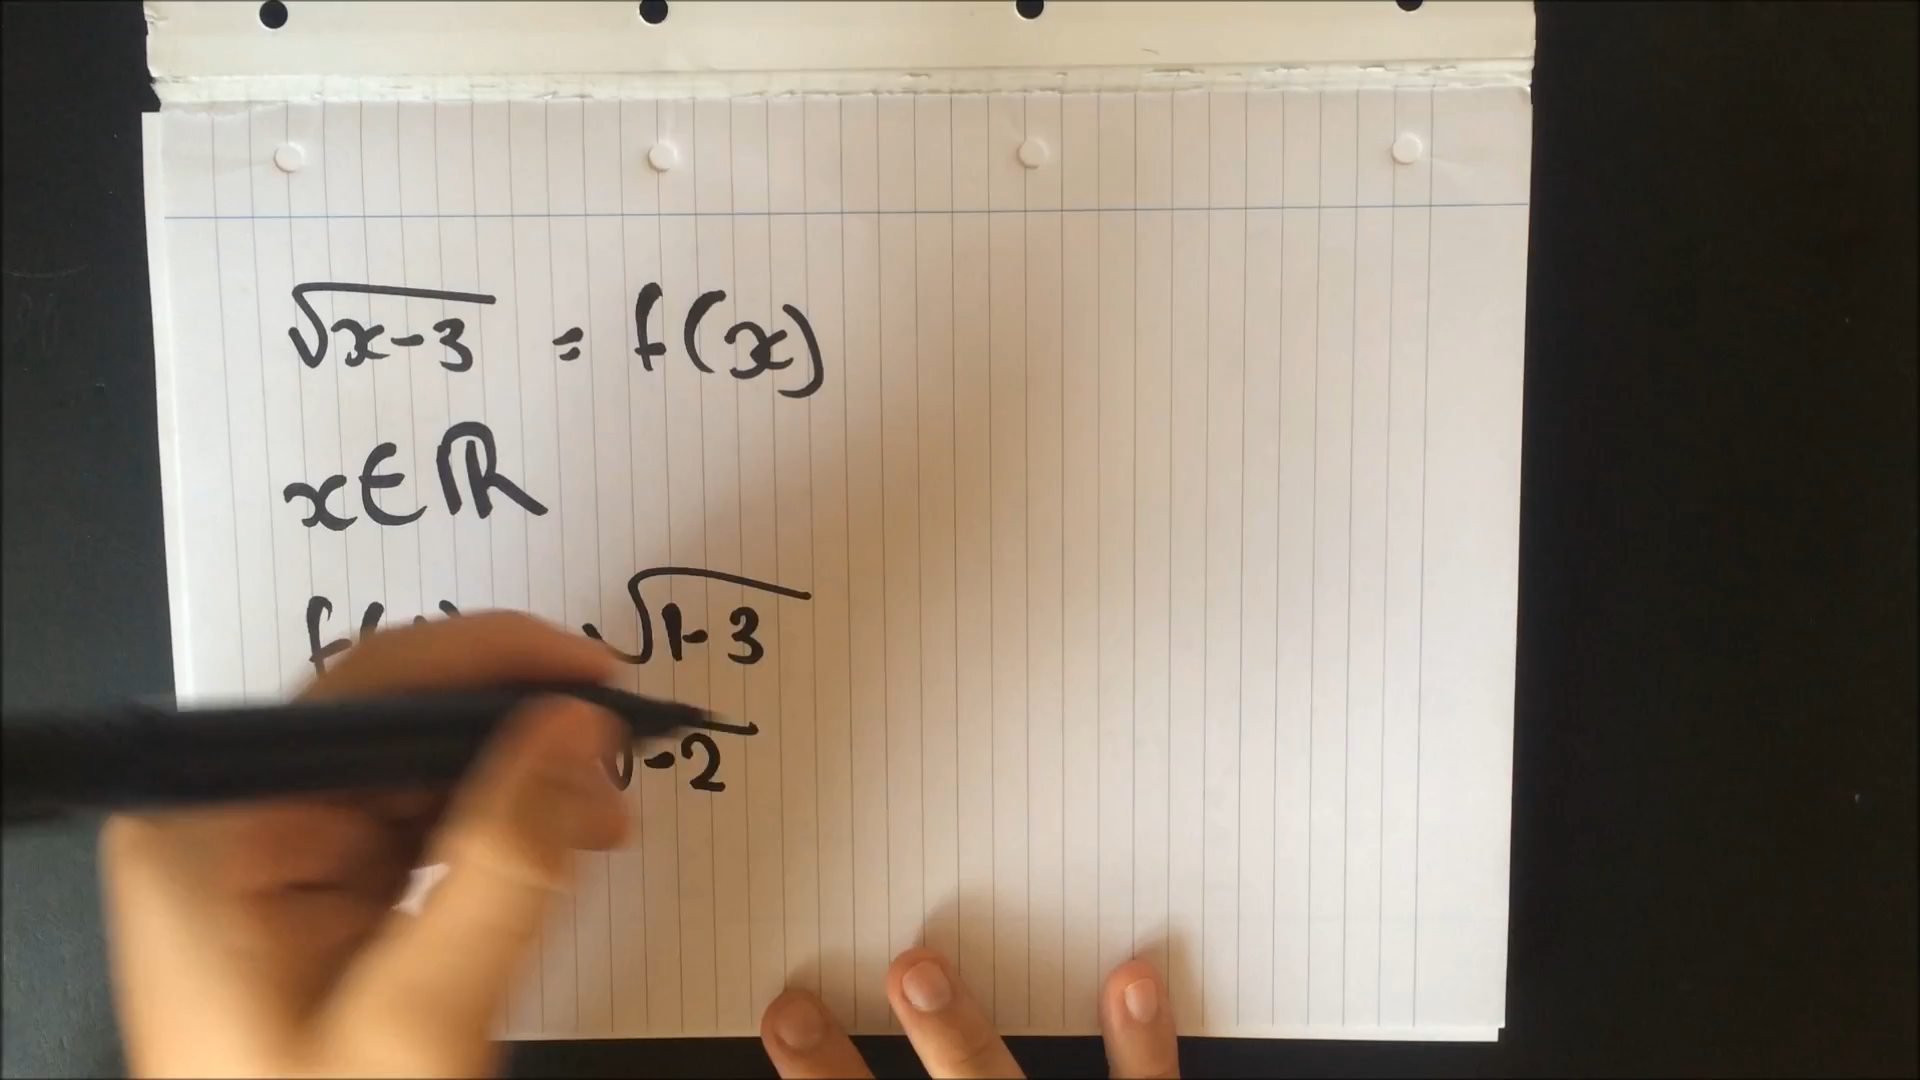 √x-3 = f(x)
x∈ℝ
f( √1-3
√-2